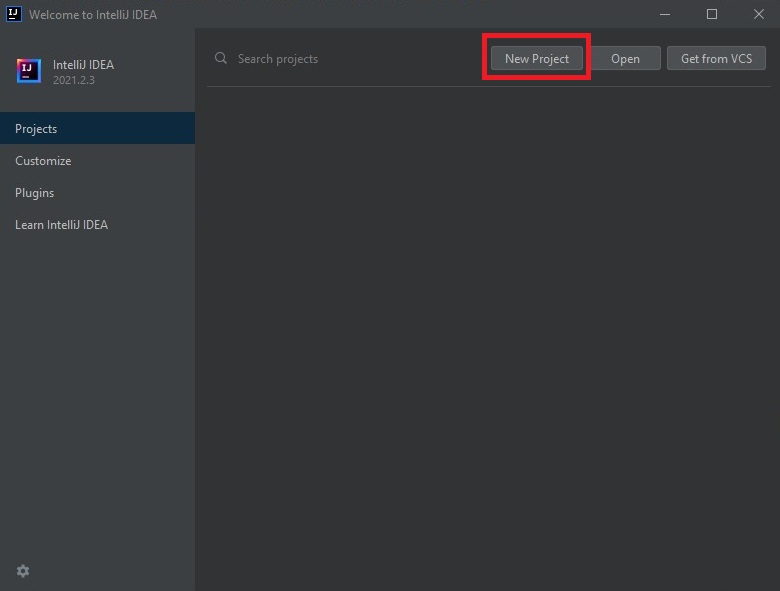 Welcome to IntelliJ IDEA
IntelliJ IDEA
2021.2.3
Search projects
New Project
Open
Get from VCS
Projects
Customize
Plugins
Learn IntelliJ IDEA